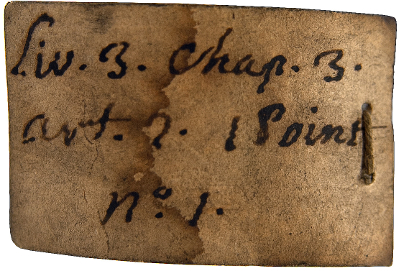 Liv. 3. Chap. 3.
art. 2. 1 Point
nº. 1.